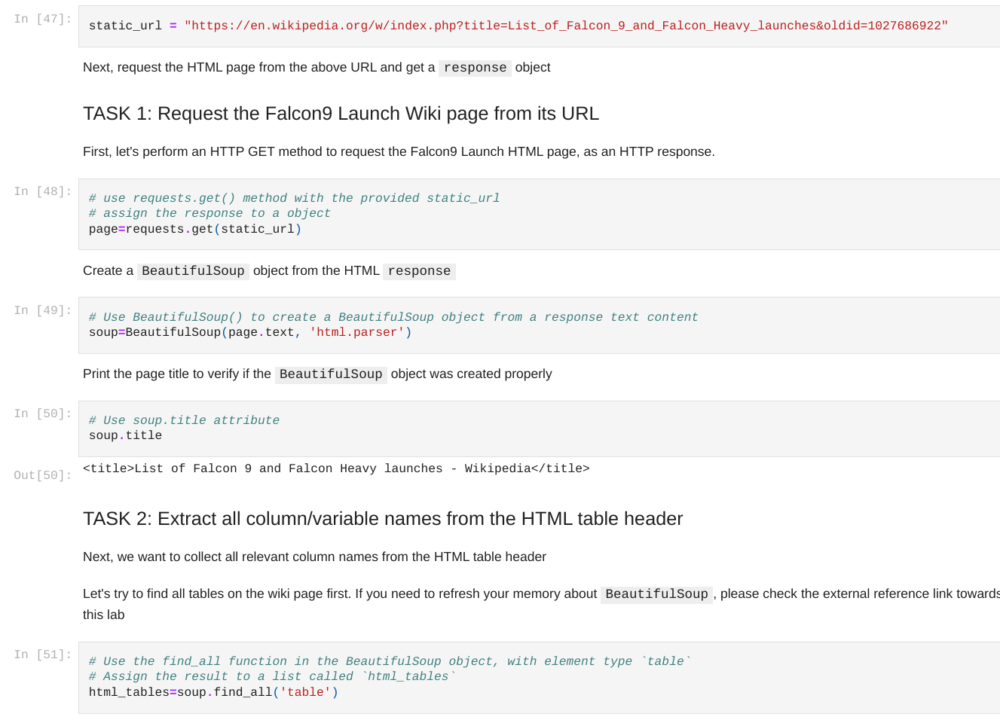 In [47]:
static_url = "https://en.wikipedia.org/w/index.php?title=List_of_Falcon_9_and_Falcon_Heavy_launches&oldid=1027686922"
Next, request the HTML page from the above URL and get a response object
TASK 1: Request the Falcon9 Launch Wiki page from its URL
First, let's perform an HTTP GET method to request the Falcon9 Launch HTML page, as an HTTP response.
In [48]:
# use requests.get() method with the provided static_url
# assign the response to a object
page=requests.get(static_url)
Create a BeautifulSoup object from the HTML response
In [49]:
# Use BeautifulSoup() to create a BeautifulSoup object from a response text content
soup=BeautifulSoup(page.text, 'html.parser')
Print the page title to verify if the BeautifulSoup object was created properly
In [50]:
# Use soup.title attribute
soup.title
Out[50]:
<title>List of Falcon 9 and Falcon Heavy launches - Wikipedia</title>
TASK 2: Extract all column/variable names from the HTML table header
Next, we want to collect all relevant column names from the HTML table header
Let's try to find all tables on the wiki page first. If you need to refresh your memory about BeautifulSoup , please check the external reference link towards
this lab
In [51]:
# Use the find_all function in the BeautifulSoup object, with element type `table`
# Assign the result to a list called `html_tables`
html_tables=soup.find_all('table')